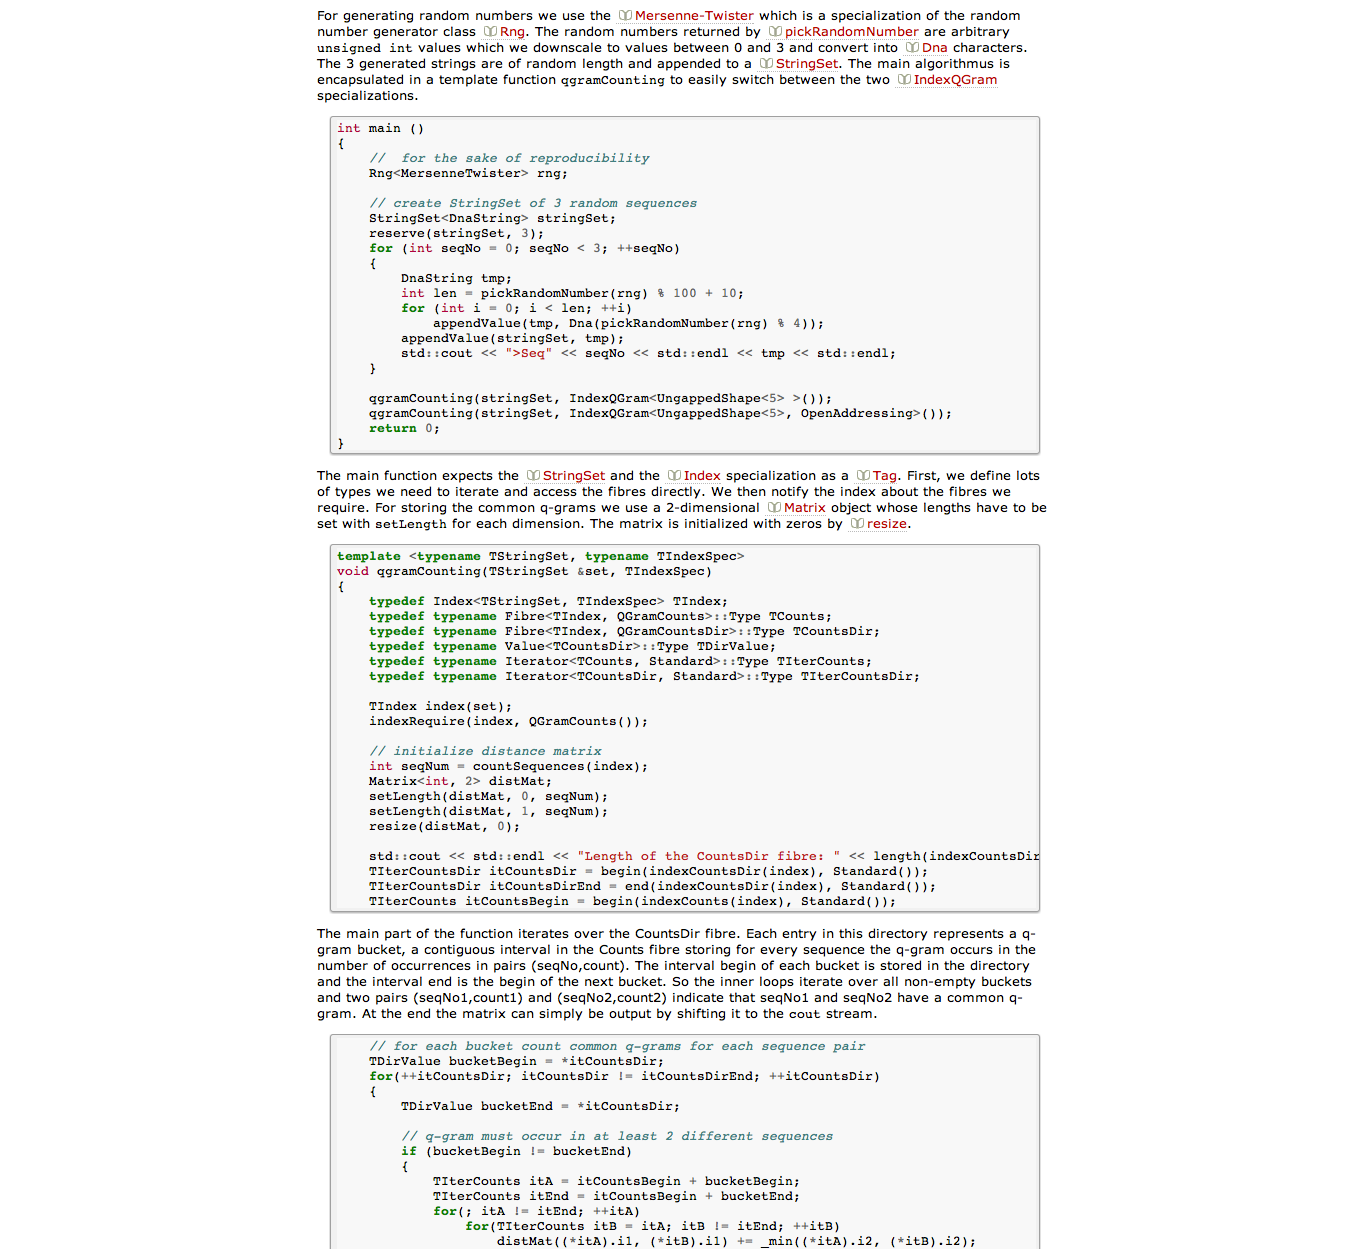 For generating random numbers we use the Mersenne-Twister which is a specialization of the random
number generator class Rng. The random numbers returned by pickRandomNumber are arbitrary
unsigned int values which we downscale to values between 0 and 3 and convert into Dna characters.
The 3 generated strings are of random length and appended to a StringSet. The main algorithmus is
encapsulated in a template function qgramCounting to easily switch between the two IndexQGram
specializations.
int main ()
{
    //  for the sake of reproducibility
    Rng<MersenneTwister> rng;

    // create StringSet of 3 random sequences
    StringSet<DnaString> stringSet;
    reserve(stringSet, 3);
    for (int seqNo = 0; seqNo < 3; ++seqNo)
    {
        DnaString tmp;
        int len = pickRandomNumber(rng) % 100 + 10;
        for (int i = 0; i < len; ++i)
            appendValue(tmp, Dna(pickRandomNumber(rng) % 4));
        appendValue(stringSet, tmp);
        std::cout << ">Seq" << seqNo << std::endl << tmp << std::endl;
    }

    qgramCounting(stringSet, IndexQGram<UngappedShape<5> >());
    qgramCounting(stringSet, IndexQGram<UngappedShape<5>, OpenAddressing>());
    return 0;
}
The main function expects the StringSet and the Index specialization as a Tag. First, we define lots
of types we need to iterate and access the fibres directly. We then notify the index about the fibres we
require. For storing the common q-grams we use a 2-dimensional Matrix object whose lengths have to be
set with setLength for each dimension. The matrix is initialized with zeros by resize.
template <typename TStringSet, typename TIndexSpec>
void qgramCounting(TStringSet &set, TIndexSpec)
{
    typedef Index<TStringSet, TIndexSpec> TIndex;
    typedef typename Fibre<TIndex, QGramCounts>::Type TCounts;
    typedef typename Fibre<TIndex, QGramCountsDir>::Type TCountsDir;
    typedef typename Value<TCountsDir>::Type TDirValue;
    typedef typename Iterator<TCounts, Standard>::Type TIterCounts;
    typedef typename Iterator<TCountsDir, Standard>::Type TIterCountsDir;

    TIndex index(set);
    indexRequire(index, QGramCounts());

    // initialize distance matrix
    int seqNum = countSequences(index);
    Matrix<int, 2> distMat;
    setLength(distMat, 0, seqNum);
    setLength(distMat, 1, seqNum);
    resize(distMat, 0);

    std::cout << std::endl << "Length of the CountsDir fibre: " << length(indexCountsDir
    TIterCountsDir itCountsDir = begin(indexCountsDir(index), Standard());
    TIterCountsDir itCountsDirEnd = end(indexCountsDir(index), Standard());
    TIterCounts itCountsBegin = begin(indexCounts(index), Standard());
The main part of the function iterates over the CountsDir fibre. Each entry in this directory represents a q-
gram bucket, a contiguous interval in the Counts fibre storing for every sequence the q-gram occurs in the
number of occurrences in pairs (seqNo,count). The interval begin of each bucket is stored in the directory
and the interval end is the begin of the next bucket. So the inner loops iterate over all non-empty buckets
and two pairs (seqNo1,count1) and (seqNo2,count2) indicate that seqNo1 and seqNo2 have a common q-
gram. At the end the matrix can simply be output by shifting it to the cout stream.
    // for each bucket count common q-grams for each sequence pair
    TDirValue bucketBegin = *itCountsDir;
    for(++itCountsDir; itCountsDir != itCountsDirEnd; ++itCountsDir)
    {
        TDirValue bucketEnd = *itCountsDir;

        // q-gram must occur in at least 2 different sequences
        if (bucketBegin != bucketEnd)
        {
            TIterCounts itA = itCountsBegin + bucketBegin;
            TIterCounts itEnd = itCountsBegin + bucketEnd;
            for(; itA != itEnd; ++itA)
                for(TIterCounts itB = itA; itB != itEnd; ++itB)
                    distMat((*itA).i1, (*itB).i1) += _min((*itA).i2, (*itB).i2);